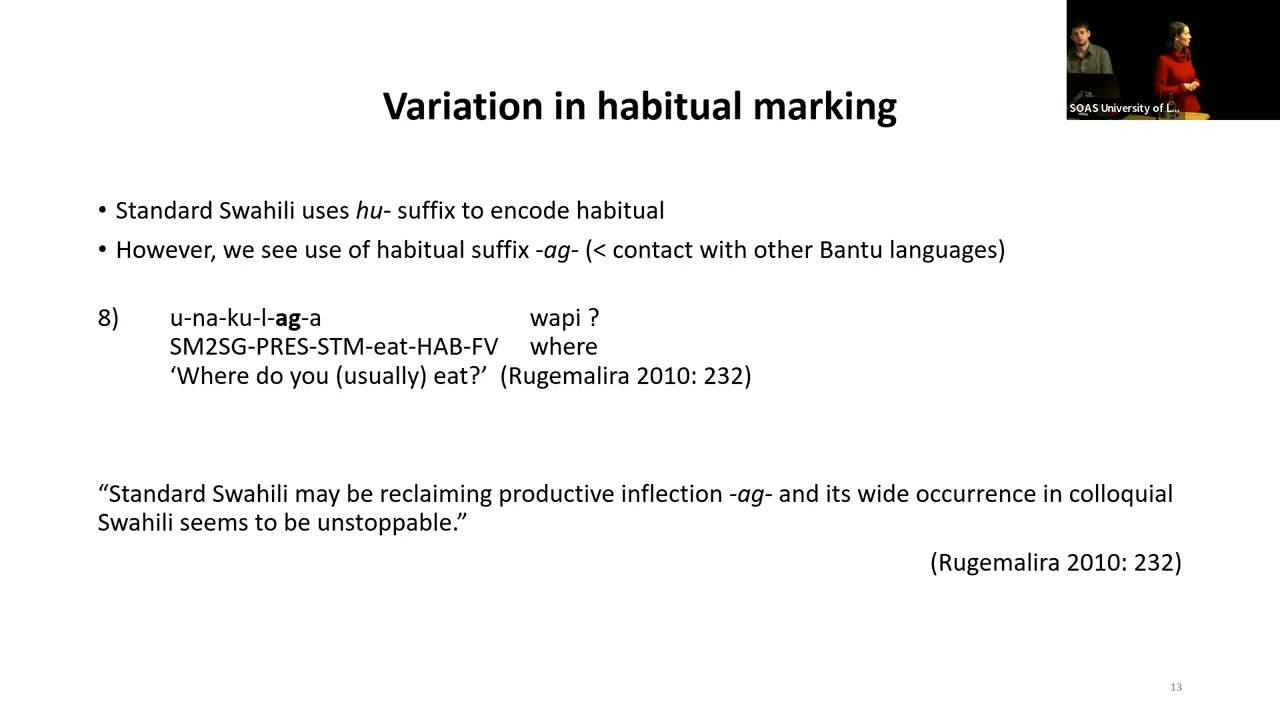 SOAS University of L...
Variation in habitual marking
• Standard Swahili uses hu- suffix to encode habitual
• However, we see use of habitual suffix -ag- (< contact with other Bantu languages)
8) u-na-ku-l-ag-a wapi ?
SM2SG-PRES-STM-eat-HAB-FV where
‘Where do you (usually) eat?’ (Rugemalira 2010: 232)
“Standard Swahili may be reclaiming productive inflection -ag- and its wide occurrence in colloquial
Swahili seems to be unstoppable.”
(Rugemalira 2010: 232)
13